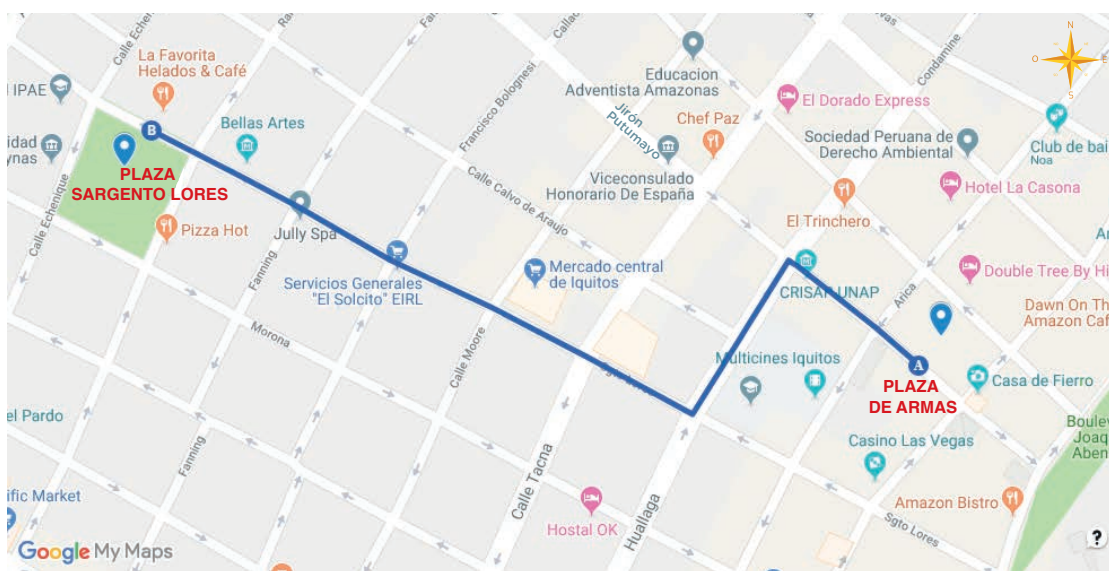 Calle Echenique
La Favorita
Helados & Café
IPAE
B
Bellas Artes
PLAZA
SARGENTO LORES
Pizza Hot
Calle Echenique
Jully Spa
Fanning
Servicios Generales
"El Solcito" EIRL
Francisco Bolognesi
Educacion
Adventista Amazonas
Jirón
Putumayo
Chef Paz
Viceconsulado
Honorario De España
Calle Calvo de Araujo
El Dorado Express
Condamine
N
O
E
S
Sociedad Peruana de
Derecho Ambiental
Club de bai
Noa
Hotel La Casona
El Trinchero
Double Tree By Hi
Mercado central
de Iquitos
CRISAP UNAP
Arica
Dawn On Th
Amazon Caf
Morona
Calle Moore
Multicines Iquitos
A
PLAZA
DE ARMAS
Casa de Fierro
el Pardo
Fanning
Calle Tacna
Huallaga
Casino Las Vegas
Boule
Joaq
Aben
ific Market
Hostal OK
Amazon Bistro
Sgto Lores
Google My Maps
?